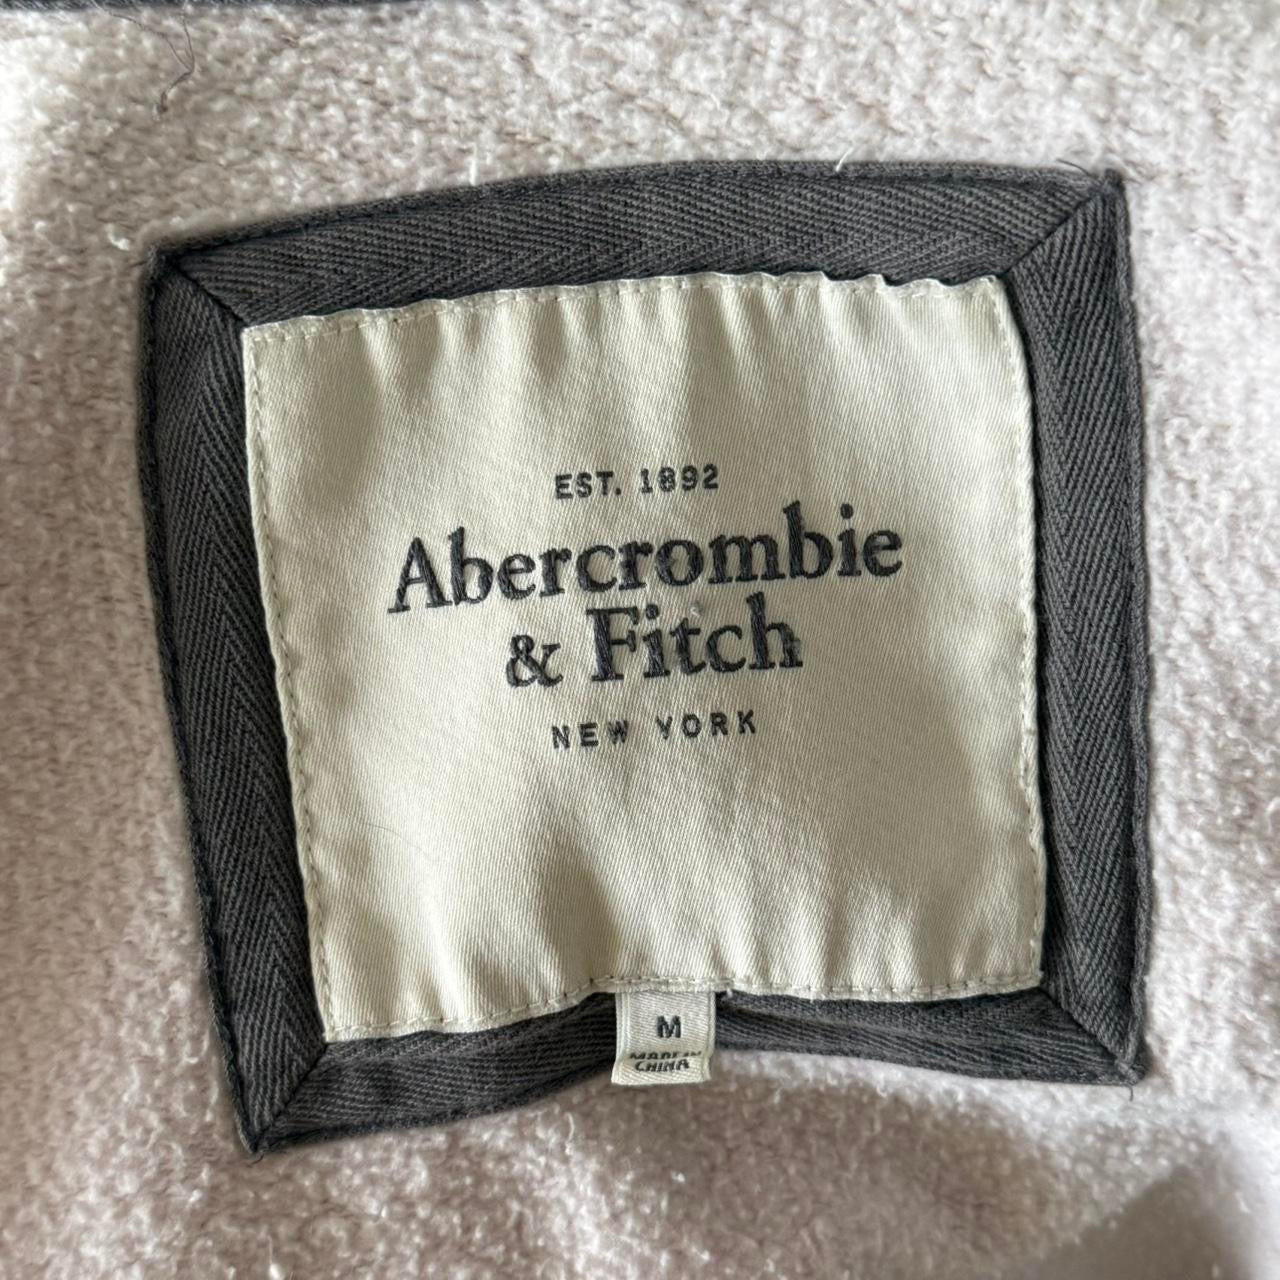 EST. 1892
Abercrombie
& Fitch
NEW YORK
M
MADE IN
CHINA